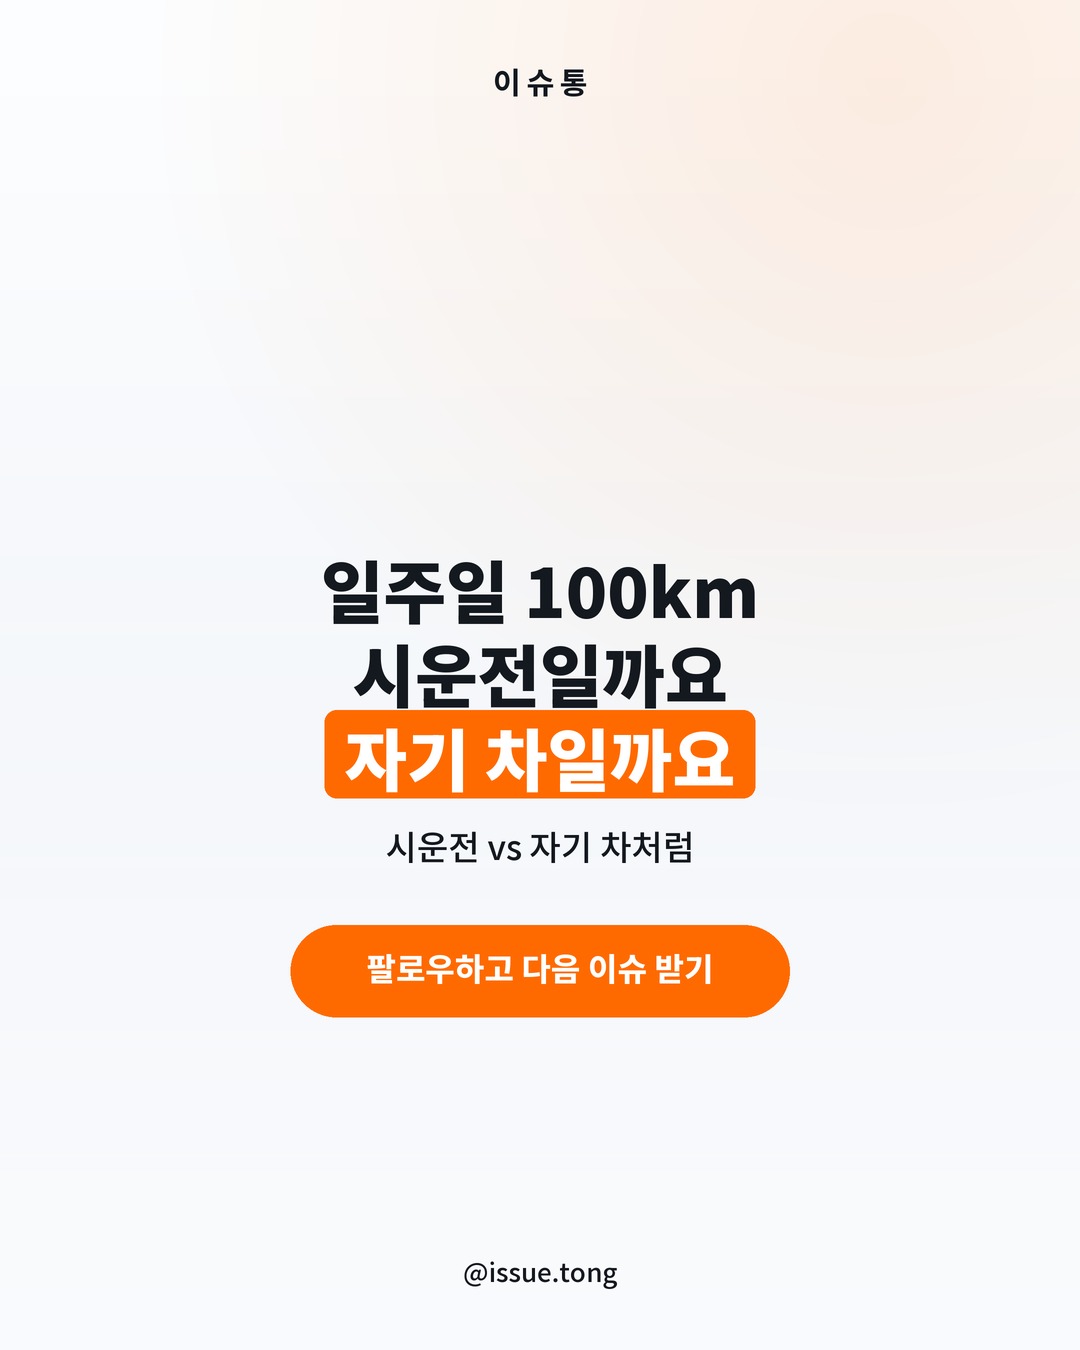 이슈통
일주일 100km
시운전일까요
자기 차일까요
시운전 vs 자기 차처럼
팔로우하고 다음 이슈 받기
@issue.tong